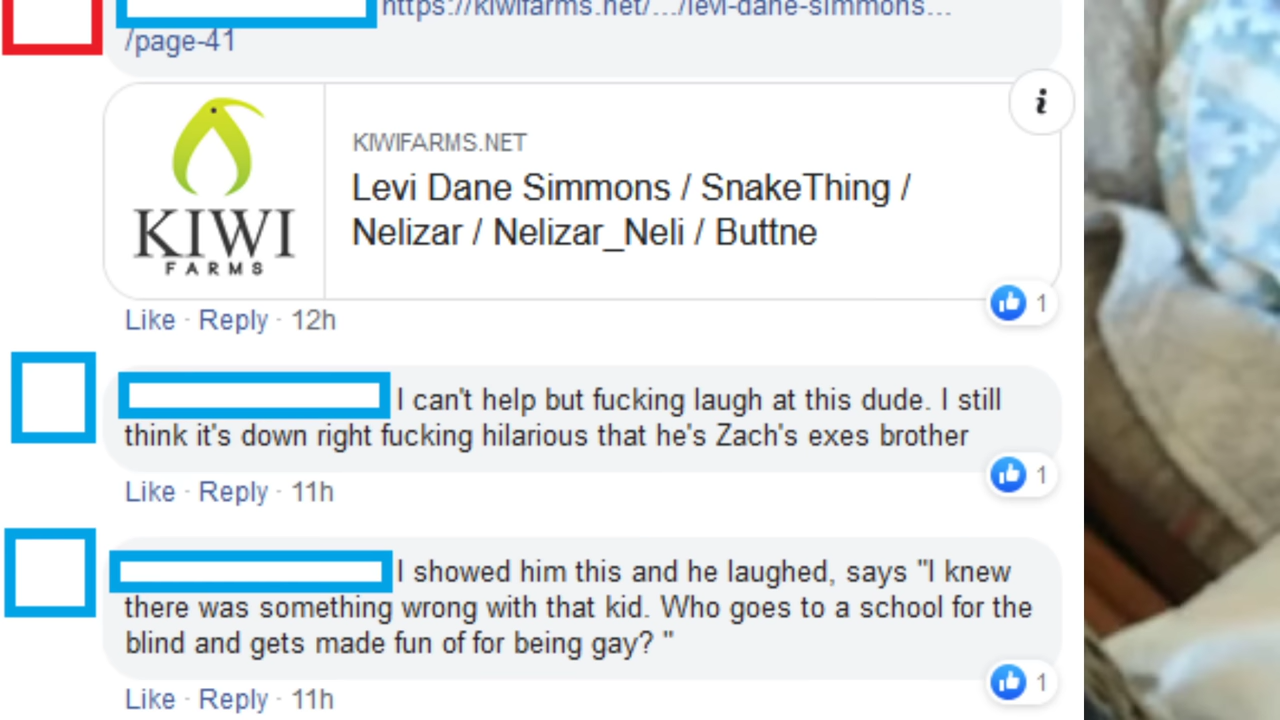 https://kiwifarms.net/.../levi-dane-simmons...
/page-41
KIWI
FARMS
KIWIFARMS.NET
Levi Dane Simmons / SnakeThing /
Nelizar / Nelizar_Neli / Buttne
i
1
Like · Reply · 12h
I can't help but fucking laugh at this dude. I still
think it's down right fucking hilarious that he's Zach's exes brother
1
Like · Reply · 11h
I showed him this and he laughed, says "I knew
there was something wrong with that kid. Who goes to a school for the
blind and gets made fun of for being gay? "
1
Like · Reply · 11h